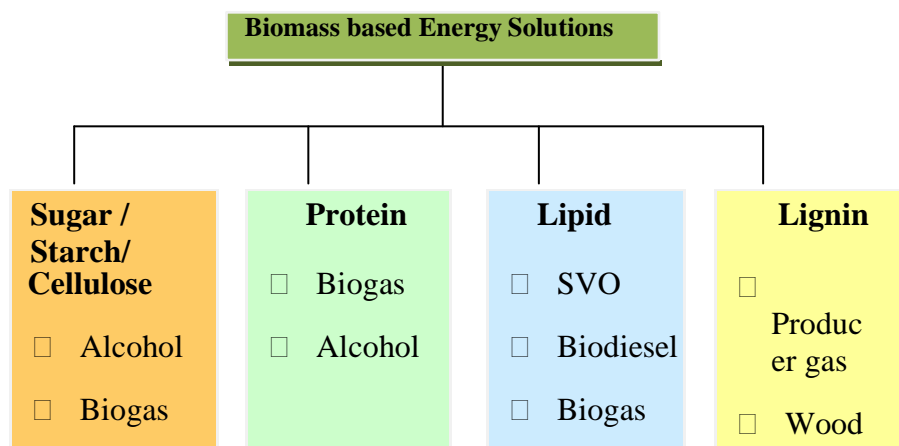 Biomass based Energy Solutions
Sugar /
Starch/
Cellulose
□ Alcohol
□ Biogas
Protein
□ Biogas
□ Alcohol
Lipid
□ SVO
□ Biodiesel
□ Biogas
Lignin
□
Produc
er gas
□ Wood